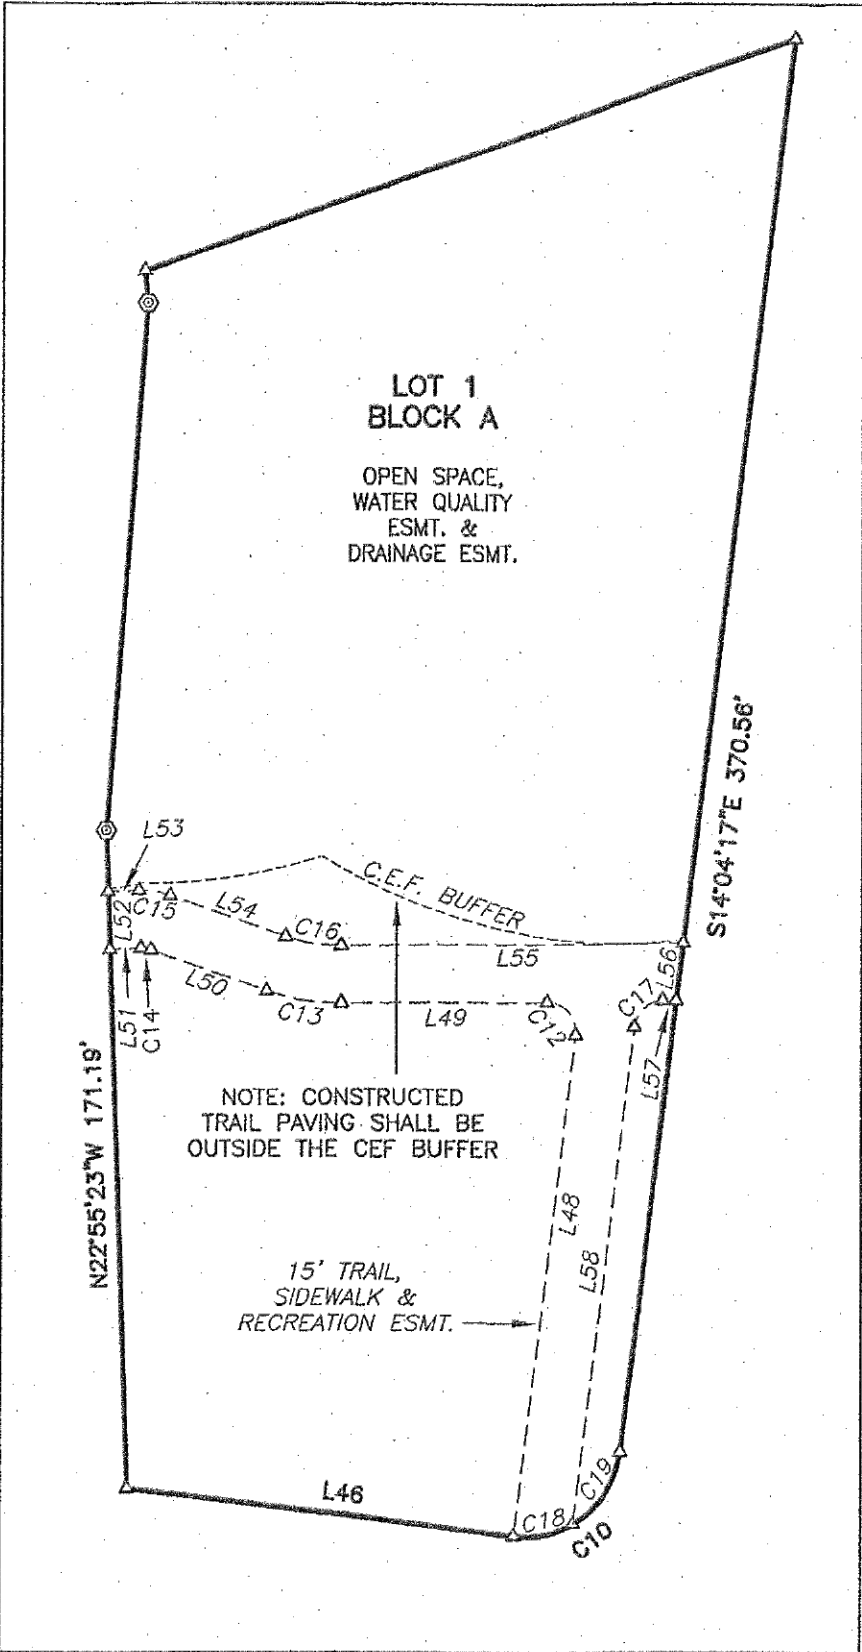 LOT 1
BLOCK A
OPEN SPACE,
WATER QUALITY
ESMT. &
DRAINAGE ESMT.
S14°04'17"E 370.56'
L53
C.E.F. BUFFER
C15
L54
L52
C16
L55
L56
L51
C14
L50
C13
L49
C12
C17
L57
N22°55'23"W 171.19'
NOTE: CONSTRUCTED
TRAIL PAVING SHALL BE
OUTSIDE THE CEF BUFFER
L48
L58
15' TRAIL,
SIDEWALK &
RECREATION ESMT.
L46
C19
C18
C10